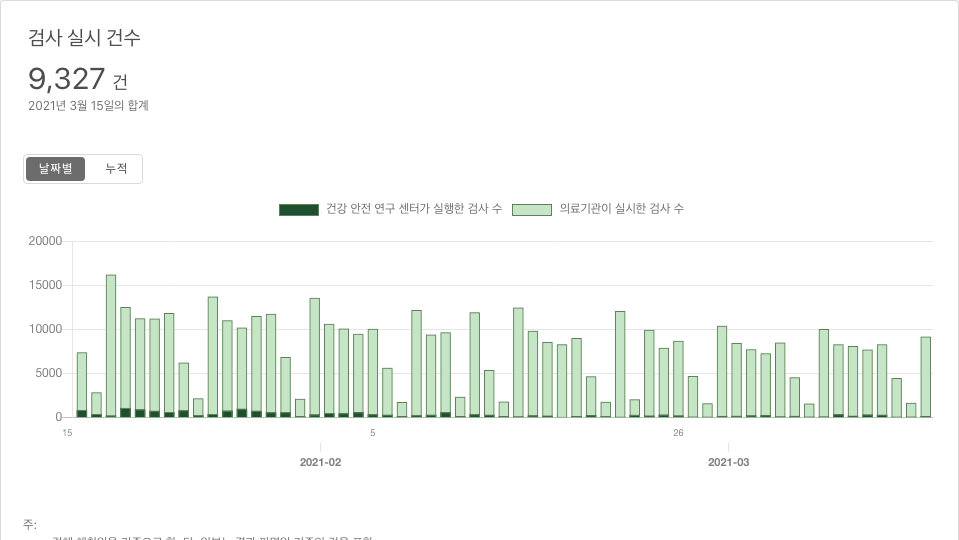 검사 실시 건수
9,327 건
2021년 3월 15일의 합계
날짜별 누적
건강 안전 연구 센터가 실행한 검사 수 의료기관이 실시한 검사 수
20000
15000
10000
5000
0
15 5 26
2021-02 2021-03
주: